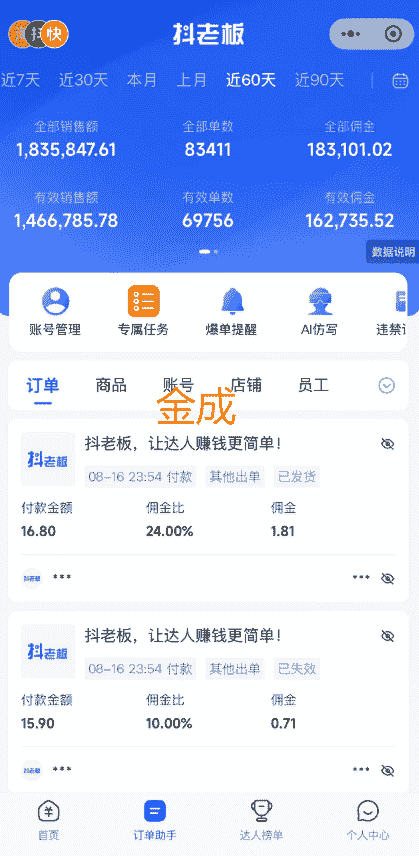 抖快
抖老板
近7天 近30天 本月 上月 近60天 近90天
全部销售额 全部单数 全部佣金
1,835,847.61 83411 183,101.02
有效销售额 有效单数 有效佣金
1,466,785.78 69756 162,735.52
数据说明
账号管理 专属任务 爆单提醒 AI仿写 违禁
订单 商品 账号 店铺 员工
金成
抖老板
抖老板，让达人赚钱更简单！
08-16 23:54 付款 其他出单 已发货
付款金额 佣金比 佣金
16.80 24.00% 1.81
抖老板 *** ***
抖老板
抖老板，让达人赚钱更简单！
08-16 23:54 付款 其他出单 已失效
付款金额 佣金比 佣金
15.90 10.00% 0.71
抖老板 *** ***
首页 订单助手 达人榜单 个人中心